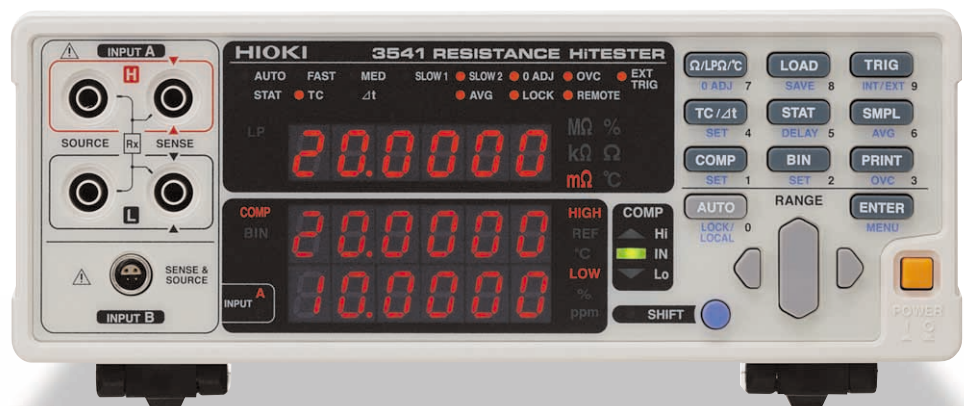 INPUT A
H
SOURCE Rx SENSE
L
SENSE &
SOURCE
INPUT B
HIOKI 3541 RESISTANCE HiTESTER
AUTO FAST MED SLOW 1 SLOW 2 0 ADJ OVC EXT TRIG
STAT TC ⊿t AVG LOCK REMOTE
LP 20.0000 MΩ %
kΩ Ω
mΩ ℃
COMP 20.0000 HIGH
BIN REF
℃
INPUT A 10.0000 LOW
%
ppm
COMP
Hi
IN
Lo
SHIFT
Ω/LPΩ/℃ LOAD TRIG
0 ADJ 7 SAVE 8 INT/EXT 9
TC/⊿t STAT SMPL
SET 4 DELAY 5 AVG 6
COMP BIN PRINT
SET 1 SET 2 OVC 3
AUTO RANGE ENTER
LOCK/LOCAL 0 MENU
POWER